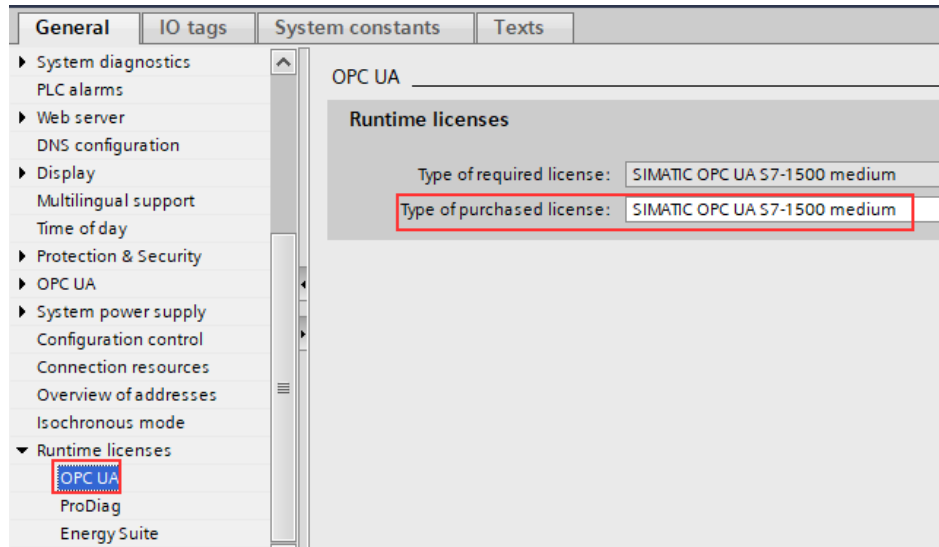 General IO tags System constants Texts
System diagnostics
PLC alarms
Web server
DNS configuration
Display
Multilingual support
Time of day
Protection & Security
OPC UA
System power supply
Configuration control
Connection resources
Overview of addresses
Isochronous mode
Runtime licenses
OPC UA
ProDiag
Energy Suite
OPC UA
Runtime licenses
Type of required license: SIMATIC OPC UA S7-1500 medium
Type of purchased license: SIMATIC OPC UA S7-1500 medium